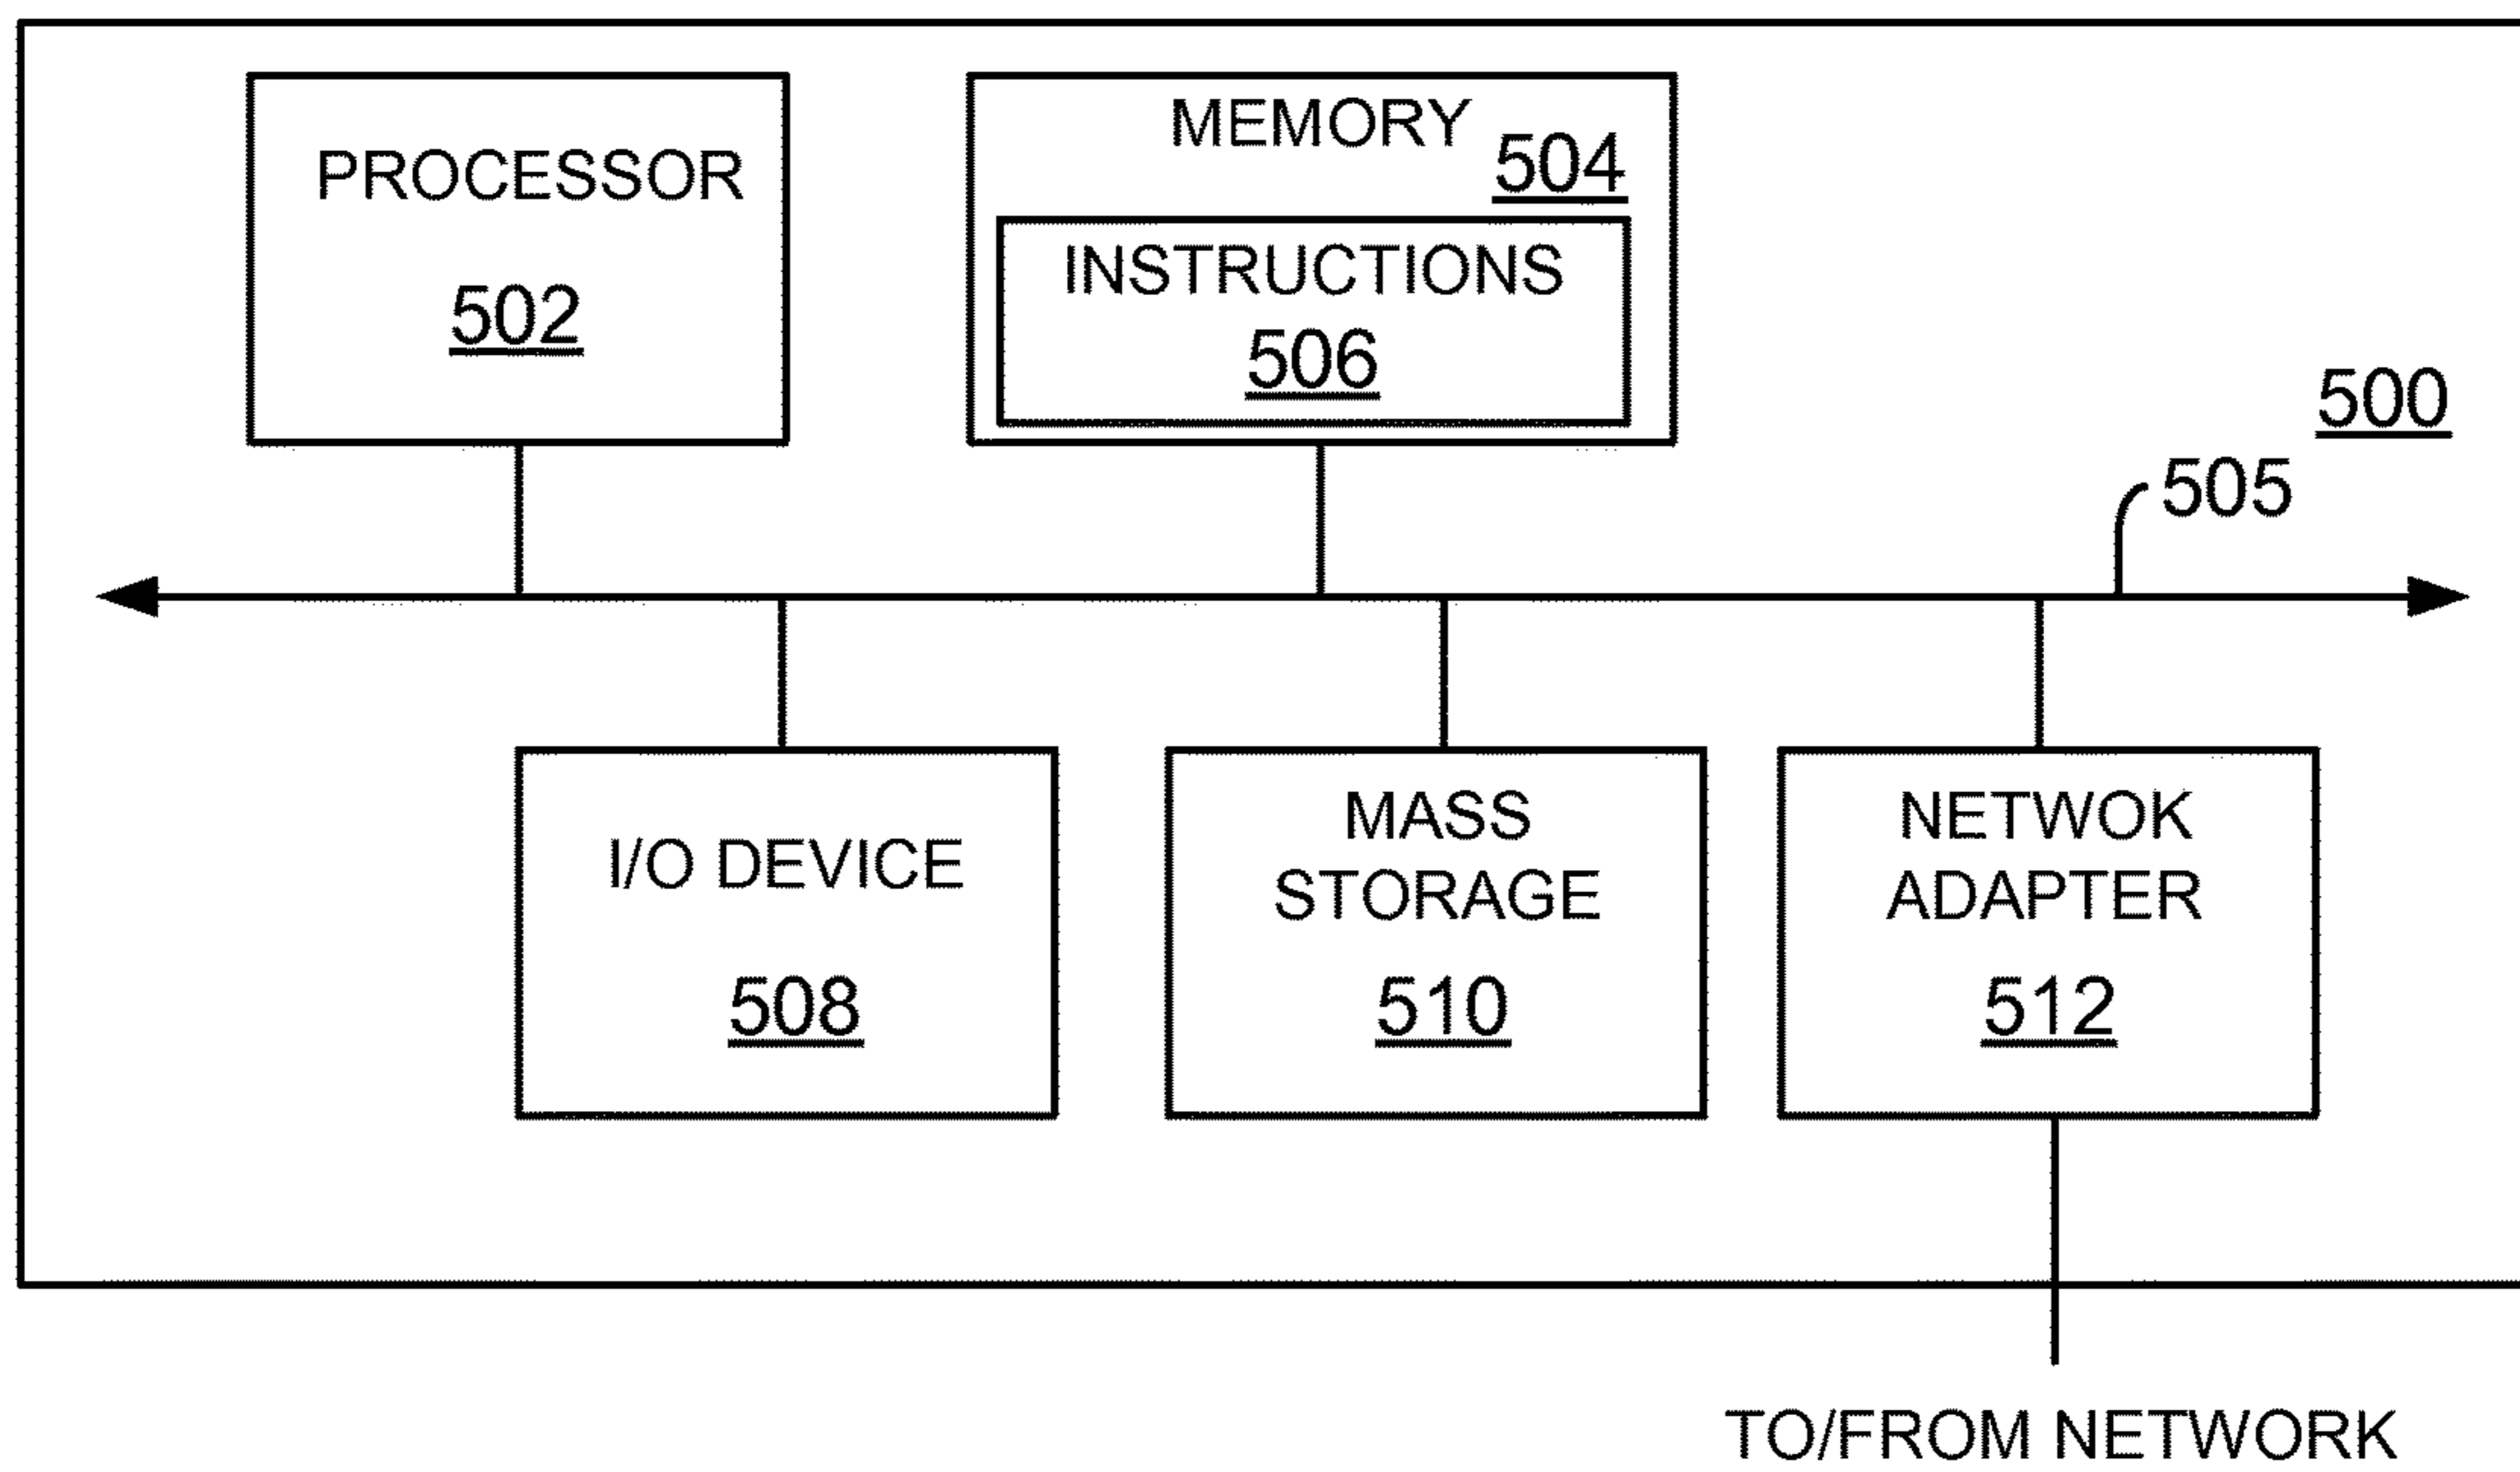 PROCESSOR
502
MEMORY
504
INSTRUCTIONS
506
500
505
I/O DEVICE
508
MASS
STORAGE
510
NETWOK
ADAPTER
512
TO/FROM NETWORK